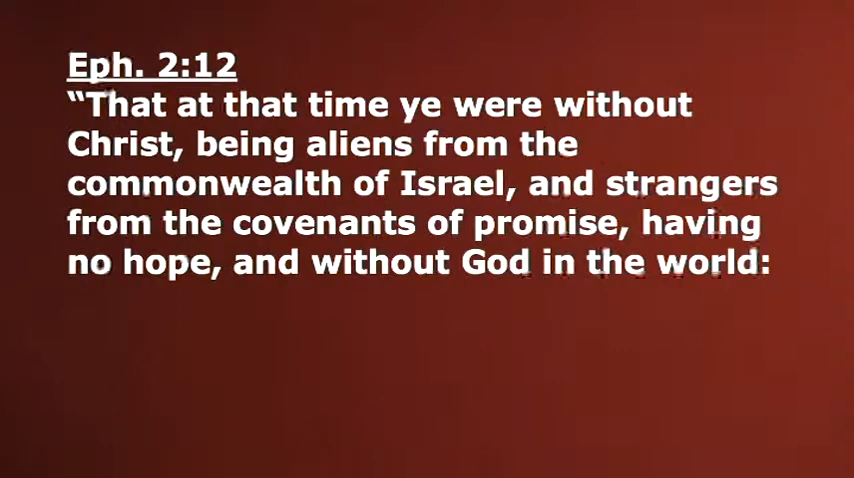 Eph. 2:12
“That at that time ye were without
Christ, being aliens from the
commonwealth of Israel, and strangers
from the covenants of promise, having
no hope, and without God in the world: